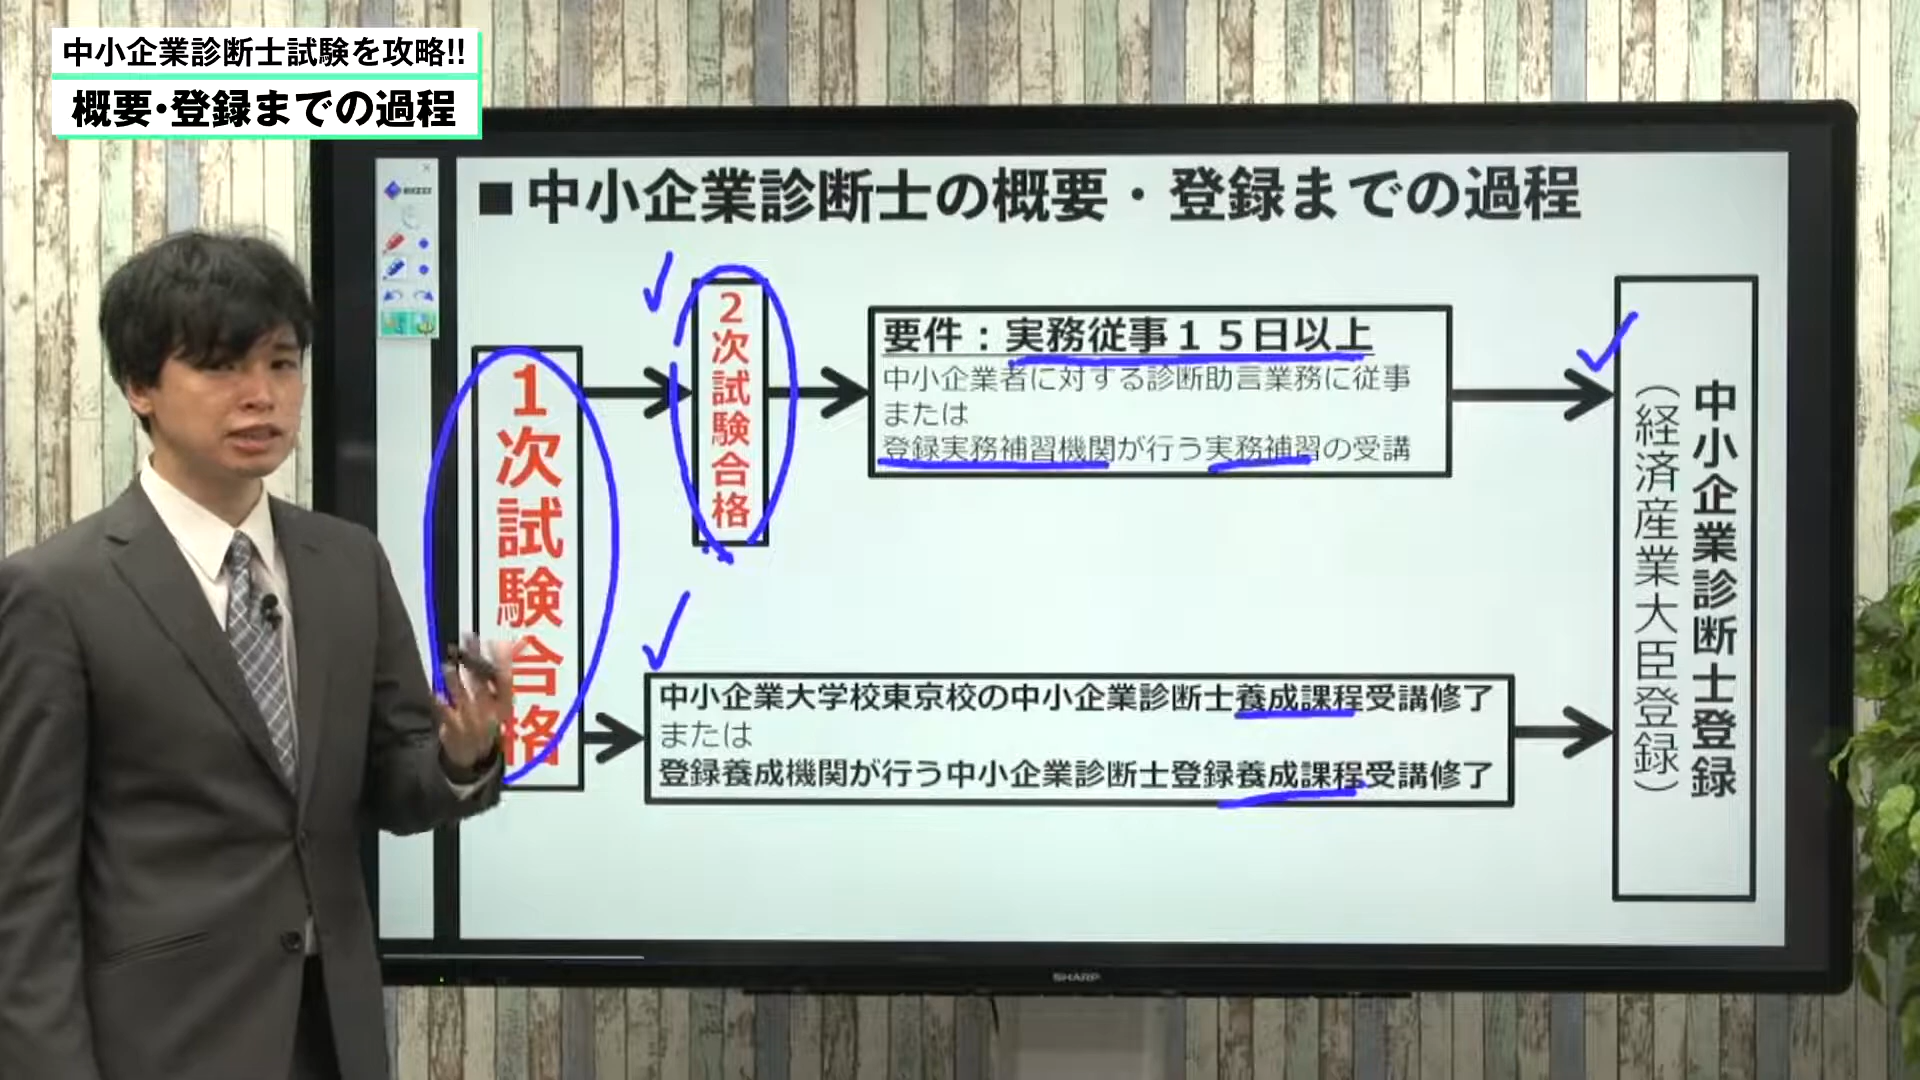 中小企業診断士試験を攻略!!
概要・登録までの過程
■中小企業診断士の概要・登録までの過程
1次試験合格
2次試験合格
要件：実務従事１５日以上
中小企業者に対する診断助言業務に従事
または
登録実務補習機関が行う実務補習の受講
中小企業大学校東京校の中小企業診断士養成課程受講修了
または
登録養成機関が行う中小企業診断士登録養成課程受講修了
中小企業診断士登録
（経済産業大臣登録）
SHARP